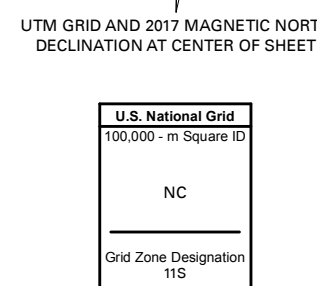 UTM GRID AND 2017 MAGNETIC NORT
DECLINATION AT CENTER OF SHEET
U.S. National Grid
100,000 - m Square ID
NC
Grid Zone Designation
11S